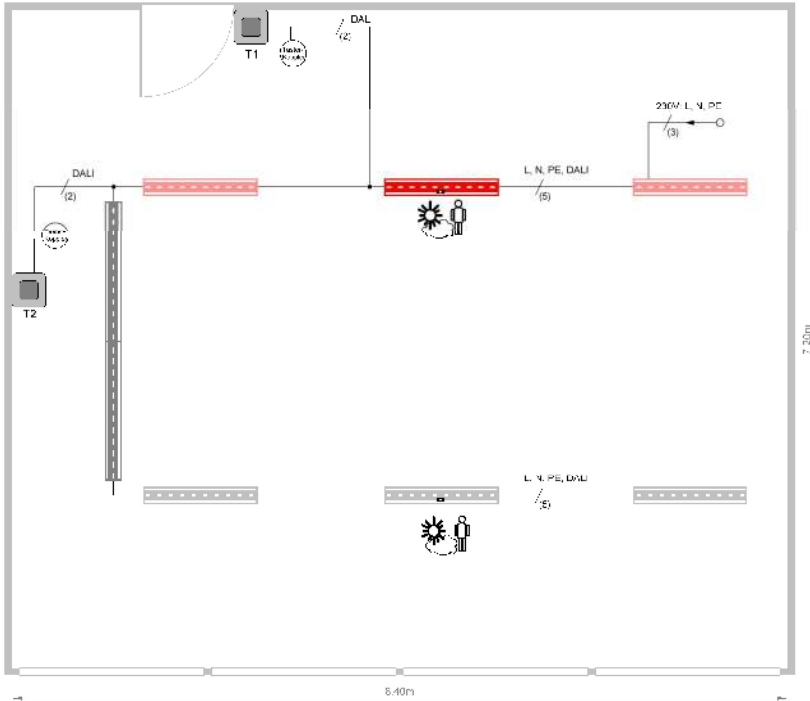 DAL
(2)
T1
230V: L, N, PE
(3)
DALI
(2)
L, N, PE, DALI
(5)
T2
7.20m
L, N, PE, DALI
(5)
8.40m